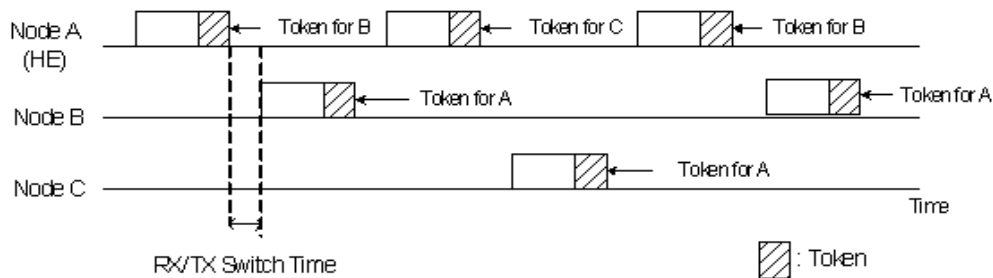 Node A
(HE)
Token for B
Token for C
Token for B
Node B
Token for A
Token for A
Node C
Token for A
Time
RX/TX Switch Time
: Token